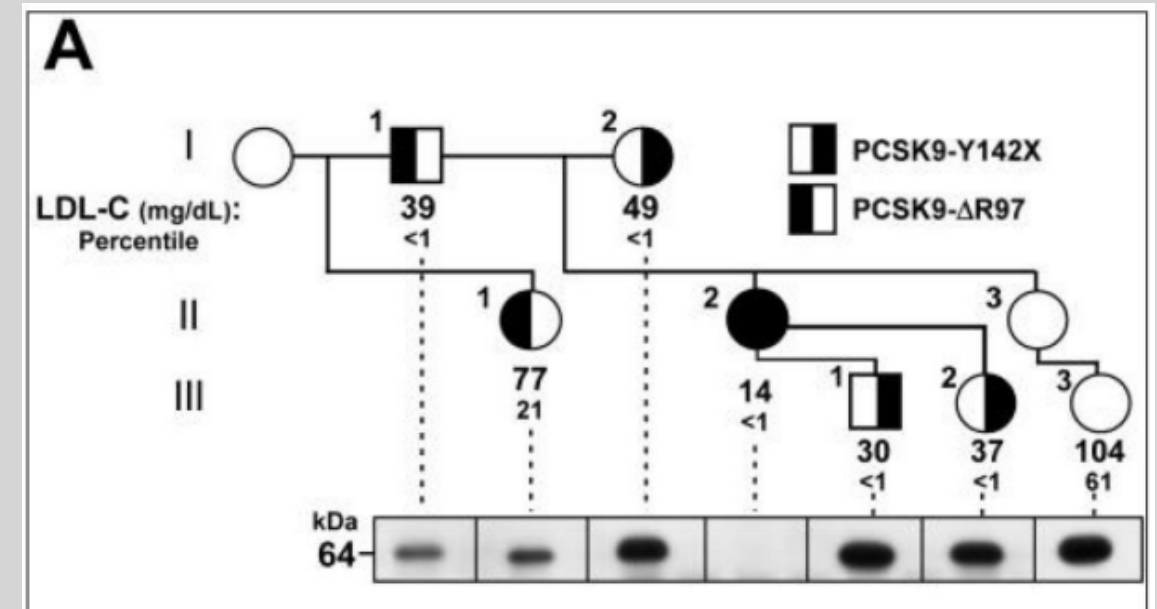 A
1
2
I
PCSK9-Y142X
LDL-C (mg/dL):
39
49
PCSK9-ΔR97
Percentile
<1
<1
II
1
2
3
III
77
14
1
2
3
21
<1
30
37
104
<1
<1
61
kDa
64